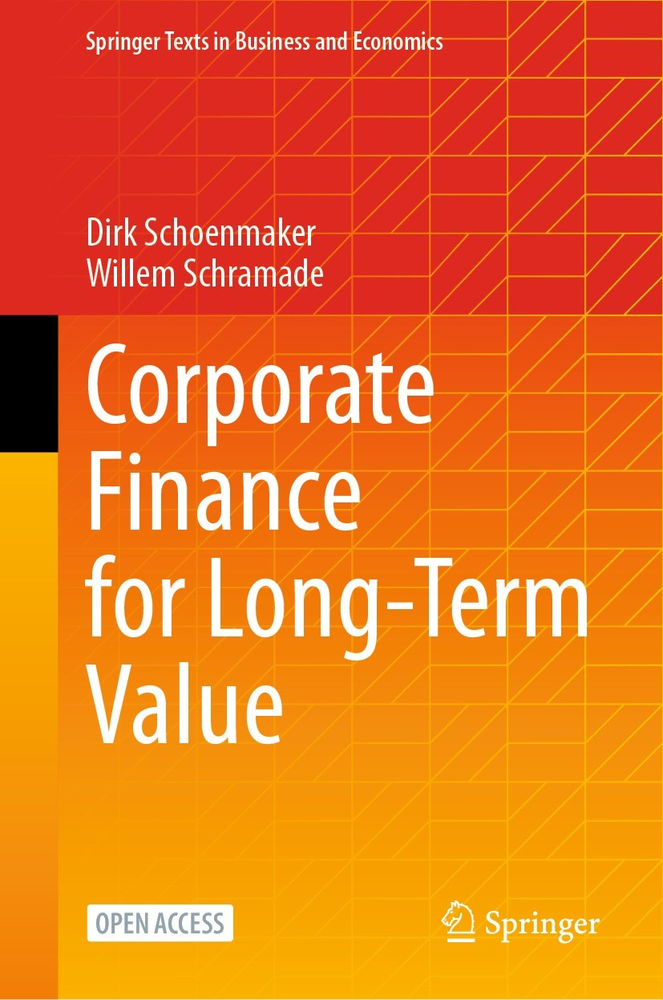 Springer Texts in Business and Economics
Dirk Schoenmaker
Willem Schramade
Corporate
Finance
for Long-Term
Value
OPEN ACCESS
Springer